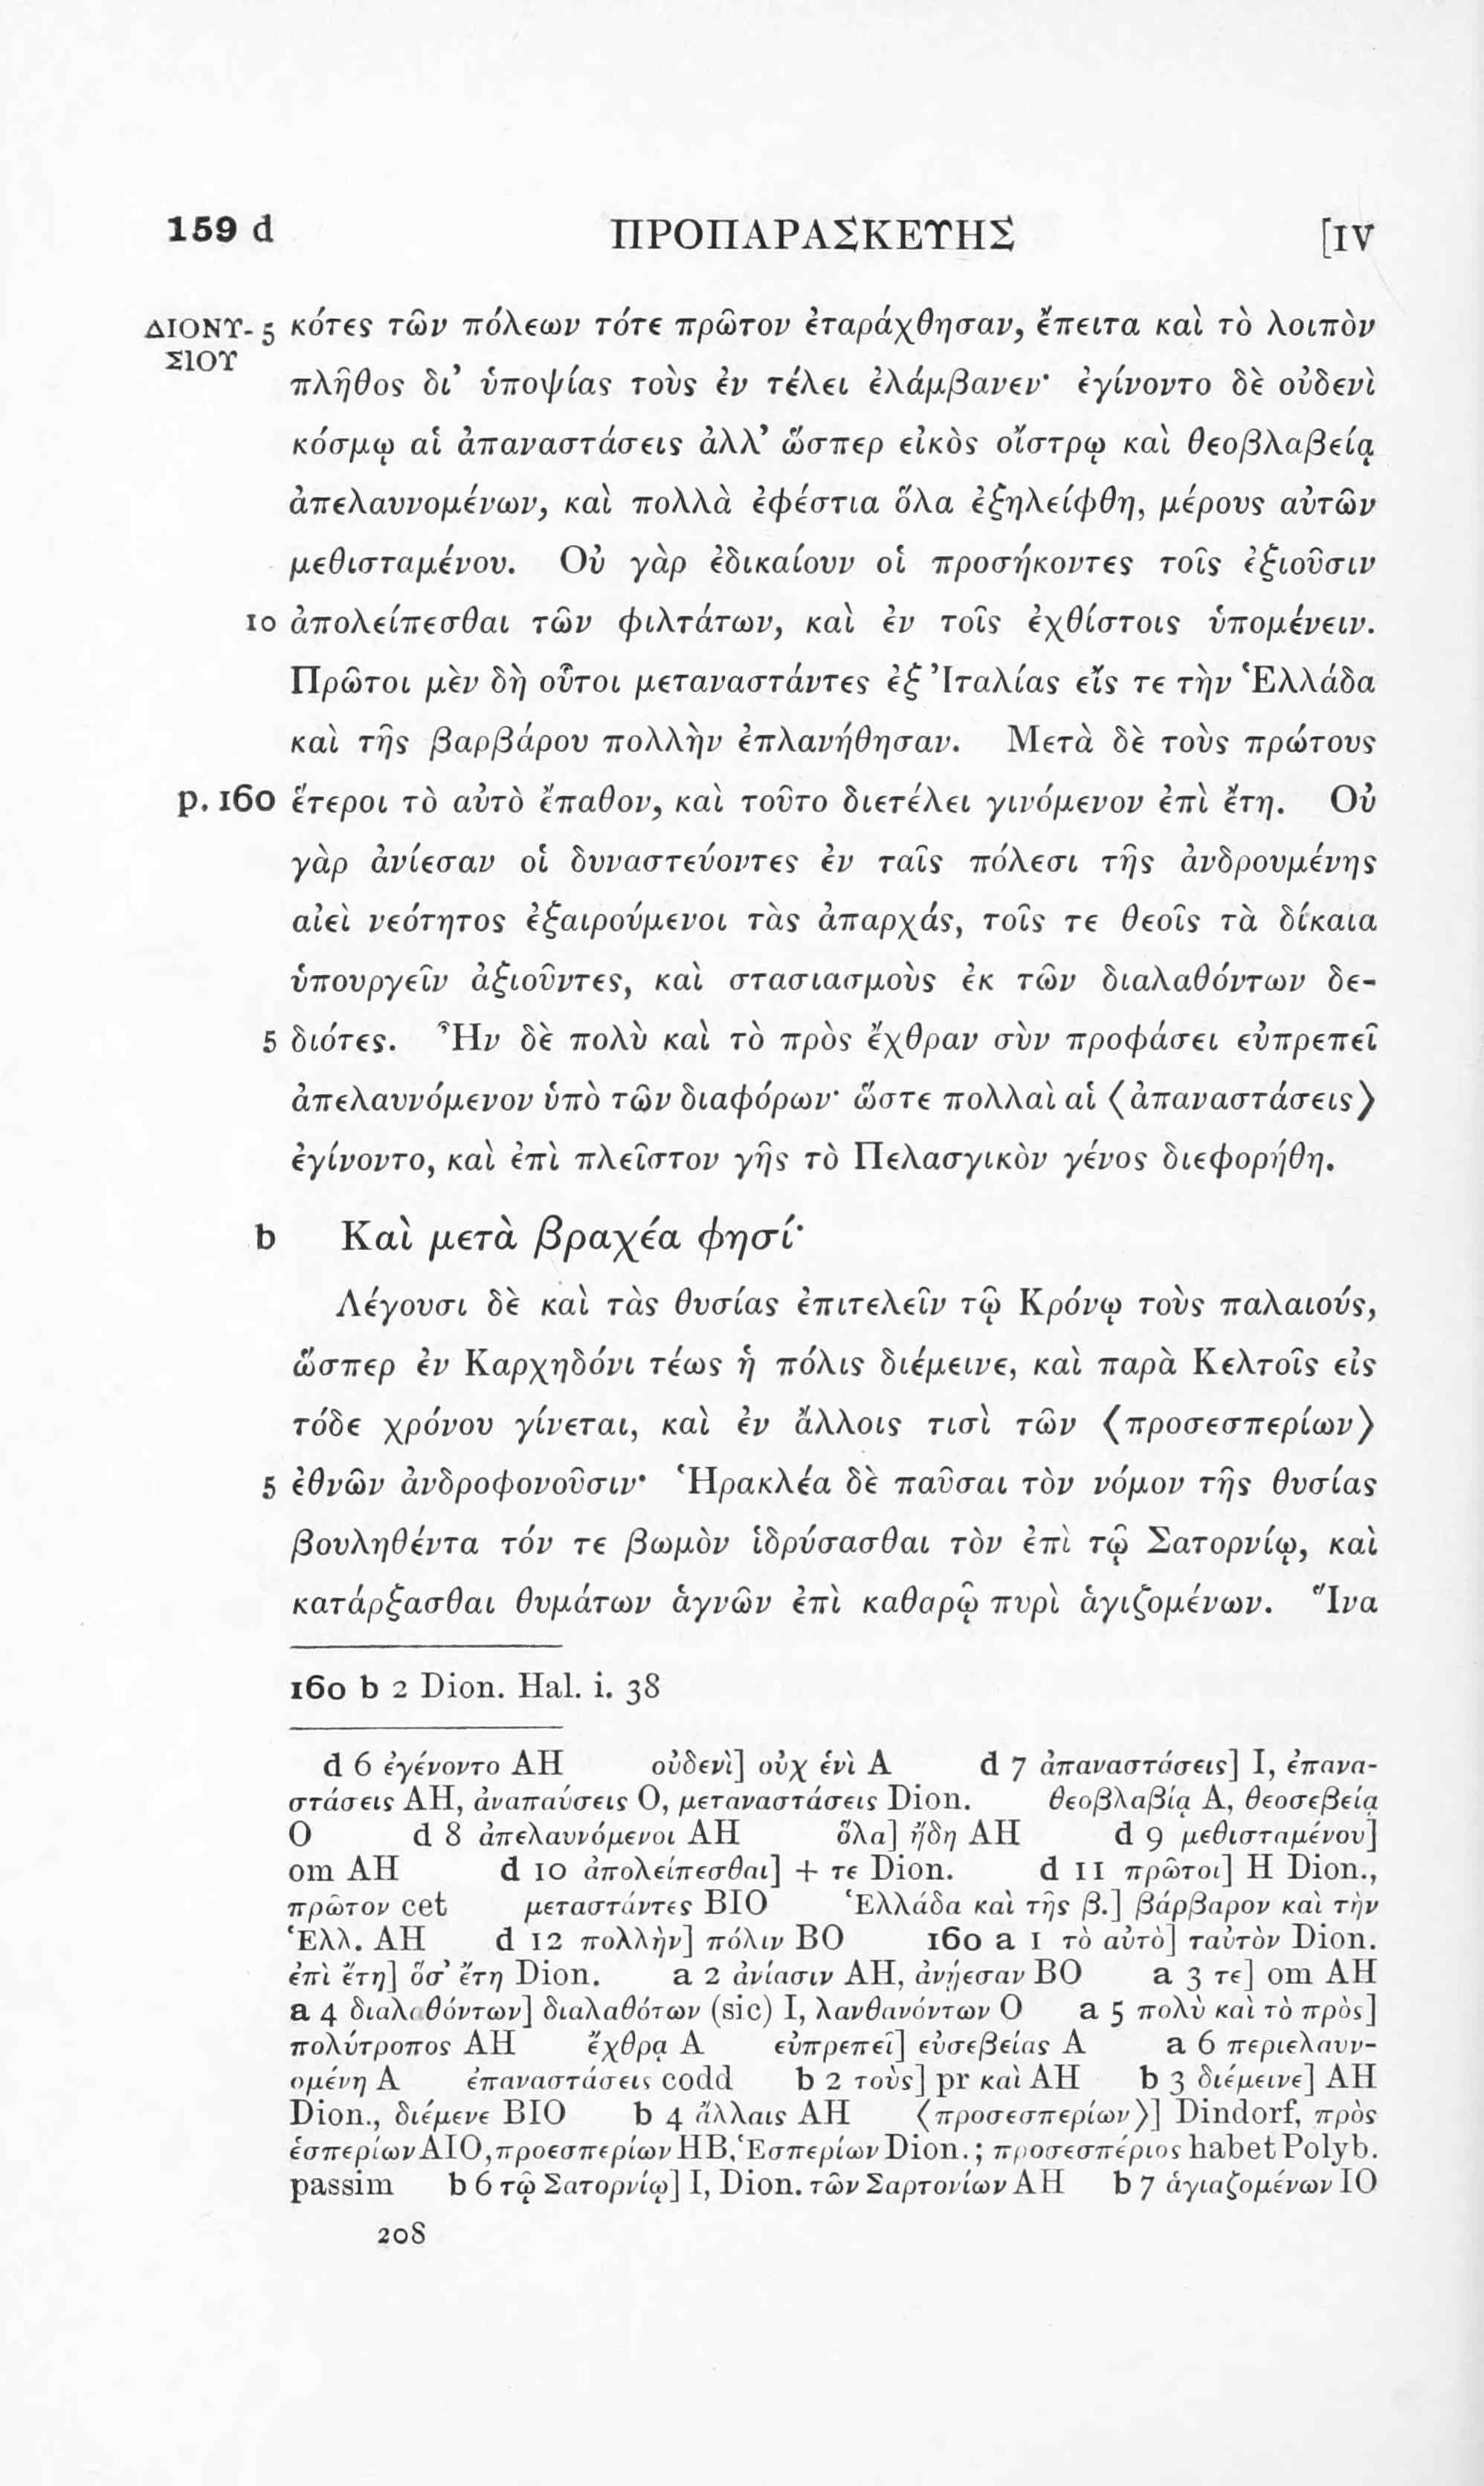 159 d ΠΡΟΠΑΡΑΣΚΕΥΗΣ [IV
ΔΙΟΝΥ- 5 κότες τῶν πόλεων τότε πρῶτον ἐταράχθησαν, ἔπειτα καὶ τὸ λοιπὸν
ΣΙΟΥ πλῆθος δι’ ὑποψίας τοὺς ἐν τέλει ἐλάμβανεν· ἐγίνοντο δὲ οὐδενὶ
κόσμῳ αἱ ἀπαναστάσεις ἀλλ’ ὥσπερ εἰκὸς οἴστρῳ καὶ θεοβλαβείᾳ
ἀπελαυνομένων, καὶ πολλὰ ἐφέστια ὅλα ἐξηλείφθη, μέρους αὐτῶν
μεθισταμένου. Οὐ γὰρ ἐδικαίουν οἱ προσήκοντες τοῖς ἐξιοῦσιν
10 ἀπολείπεσθαι τῶν φιλτάτων, καὶ ἐν τοῖς ἐχθίστοις ὑπομένειν.
Πρῶτοι μὲν δὴ οὗτοι μεταναστάντες ἐξ Ἰταλίας εἴς τε τὴν Ἑλλάδα
καὶ τῆς βαρβάρου πολλὴν ἐπλανήθησαν. Μετὰ δὲ τοὺς πρώτους
p. 160 ἕτεροι τὸ αὐτὸ ἔπαθον, καὶ τοῦτο διετέλει γινόμενον ἐπὶ ἔτη. Οὐ
γὰρ ἀνίεσαν οἱ δυναστεύοντες ἐν ταῖς πόλεσι τῆς ἀνδρουμένης
αἰεὶ νεότητος ἐξαιρούμενοι τὰς ἀπαρχάς, τοῖς τε θεοῖς τὰ δίκαια
ὑπουργεῖν ἀξιοῦντες, καὶ στασιασμοὺς ἐκ τῶν διαλαθόντων δε-
5 διότες. Ἦν δὲ πολὺ καὶ τὸ πρὸς ἔχθραν σὺν προφάσει εὐπρεπεῖ
ἀπελαυνόμενον ὑπὸ τῶν διαφόρων· ὥστε πολλαὶ αἱ ⟨ἀπαναστάσεις⟩
ἐγίνοντο, καὶ ἐπὶ πλεῖστον γῆς τὸ Πελασγικὸν γένος διεφορήθη.
b Καὶ μετὰ βραχέα φησί·
Λέγουσι δὲ καὶ τὰς θυσίας ἐπιτελεῖν τῷ Κρόνῳ τοὺς παλαιούς,
ὥσπερ ἐν Καρχηδόνι τέως ἡ πόλις διέμεινε, καὶ παρὰ Κελτοῖς εἰς
τόδε χρόνου γίνεται, καὶ ἐν ἄλλοις τισὶ τῶν ⟨προσεσπερίων⟩
5 ἐθνῶν ἀνδροφονοῦσιν· Ἡρακλέα δὲ παῦσαι τὸν νόμον τῆς θυσίας
βουληθέντα τόν τε βωμὸν ἱδρύσασθαι τὸν ἐπὶ τῷ Σατορνίῳ, καὶ
κατάρξασθαι θυμάτων ἁγνῶν ἐπὶ καθαρῷ πυρὶ ἁγιζομένων. Ἵνα
160 b 2 Dion. Hal. i. 38
d 6 ἐγένοντο AH οὐδενὶ] οὐχ ἑνὶ A d 7 ἀπαναστάσεις] I, ἐπανα-
στάσεις AH, ἀναπαύσεις O, μεταναστάσεις Dion. θεοβλαβίᾳ A, θεοσεβείᾳ
O d 8 ἀπελαυνόμενοι AH ὅλα] ἤδη AH d 9 μεθισταμένου]
om AH d 10 ἀπολείπεσθαι] + τε Dion. d 11 πρῶτοι] H Dion.,
πρῶτον cet μεταστάντες BIO Ἑλλάδα καὶ τῆς β.] βάρβαρον καὶ τὴν
Ἑλλ. AH d 12 πολλὴν] πόλιν BO 160 a 1 τὸ αὐτὸ] ταὐτὸν Dion.
ἐπὶ ἔτη] ὅσ’ ἔτη Dion. a 2 ἀνίασιν AH, ἀνῄεσαν BO a 3 τε] om AH
a 4 διαλαθόντων] διαλαθότων (sic) I, λανθανόντων O a 5 πολὺ καὶ τὸ πρὸς]
πολύτροπος AH ἔχθρᾳ A εὐπρεπεῖ] εὐσεβείας A a 6 περιελαυν-
ομένη A ἐπαναστάσεις codd b 2 τοὺς] pr καὶ AH b 3 διέμεινε] AH
Dion., διέμενε BIO b 4 ἄλλαις AH ⟨προσεσπερίων⟩] Dindorf, πρὸς
ἑσπερίων AIO, προεσπερίων HB, Ἑσπερίων Dion.; προσεσπέριος habet Polyb.
passim b 6 τῷ Σατορνίῳ] I, Dion. τῶν Σαρτονίων AH b 7 ἁγιαζομένων IO
208